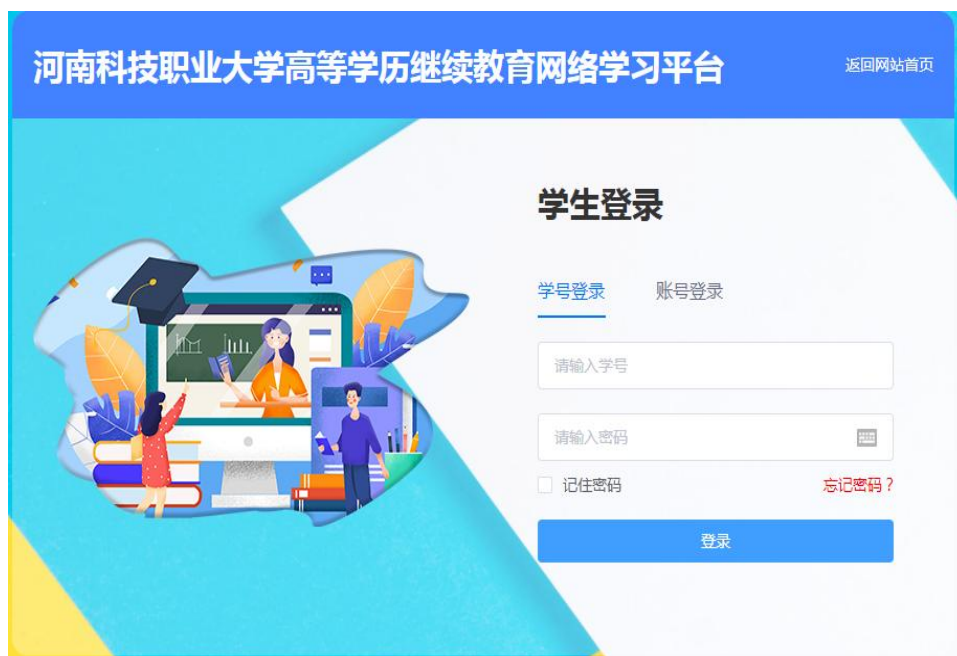 河南科技职业大学高等学历继续教育网络学习平台
返回网站首页
学生登录
学号登录 账号登录
请输入学号
请输入密码
记住密码 忘记密码？
登录